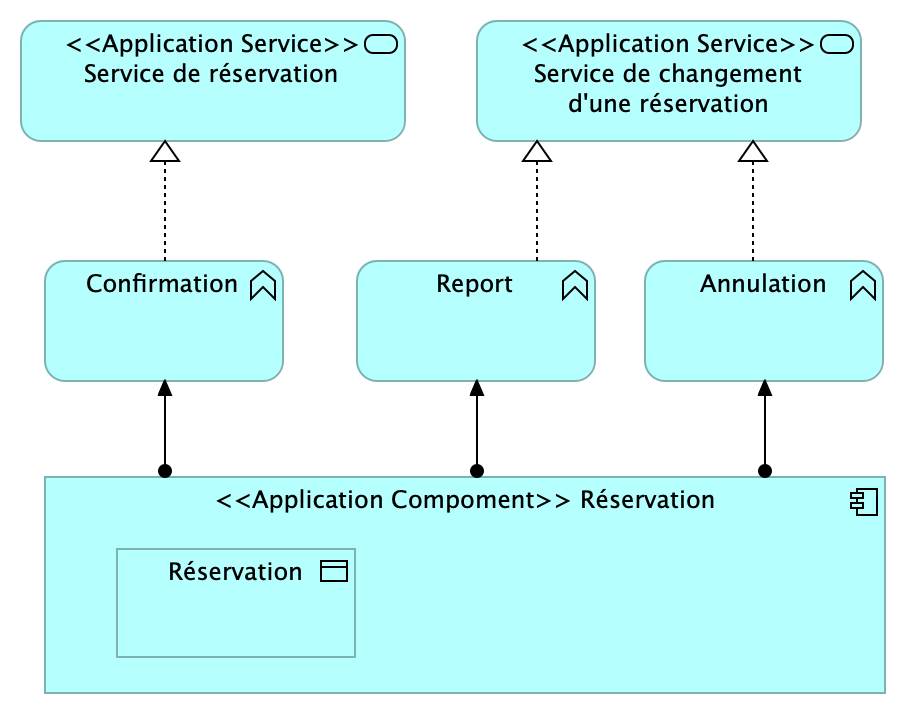 <<Application Service>>
Service de réservation
<<Application Service>>
Service de changement
d'une réservation
Confirmation
Report
Annulation
<<Application Compoment>> Réservation
Réservation